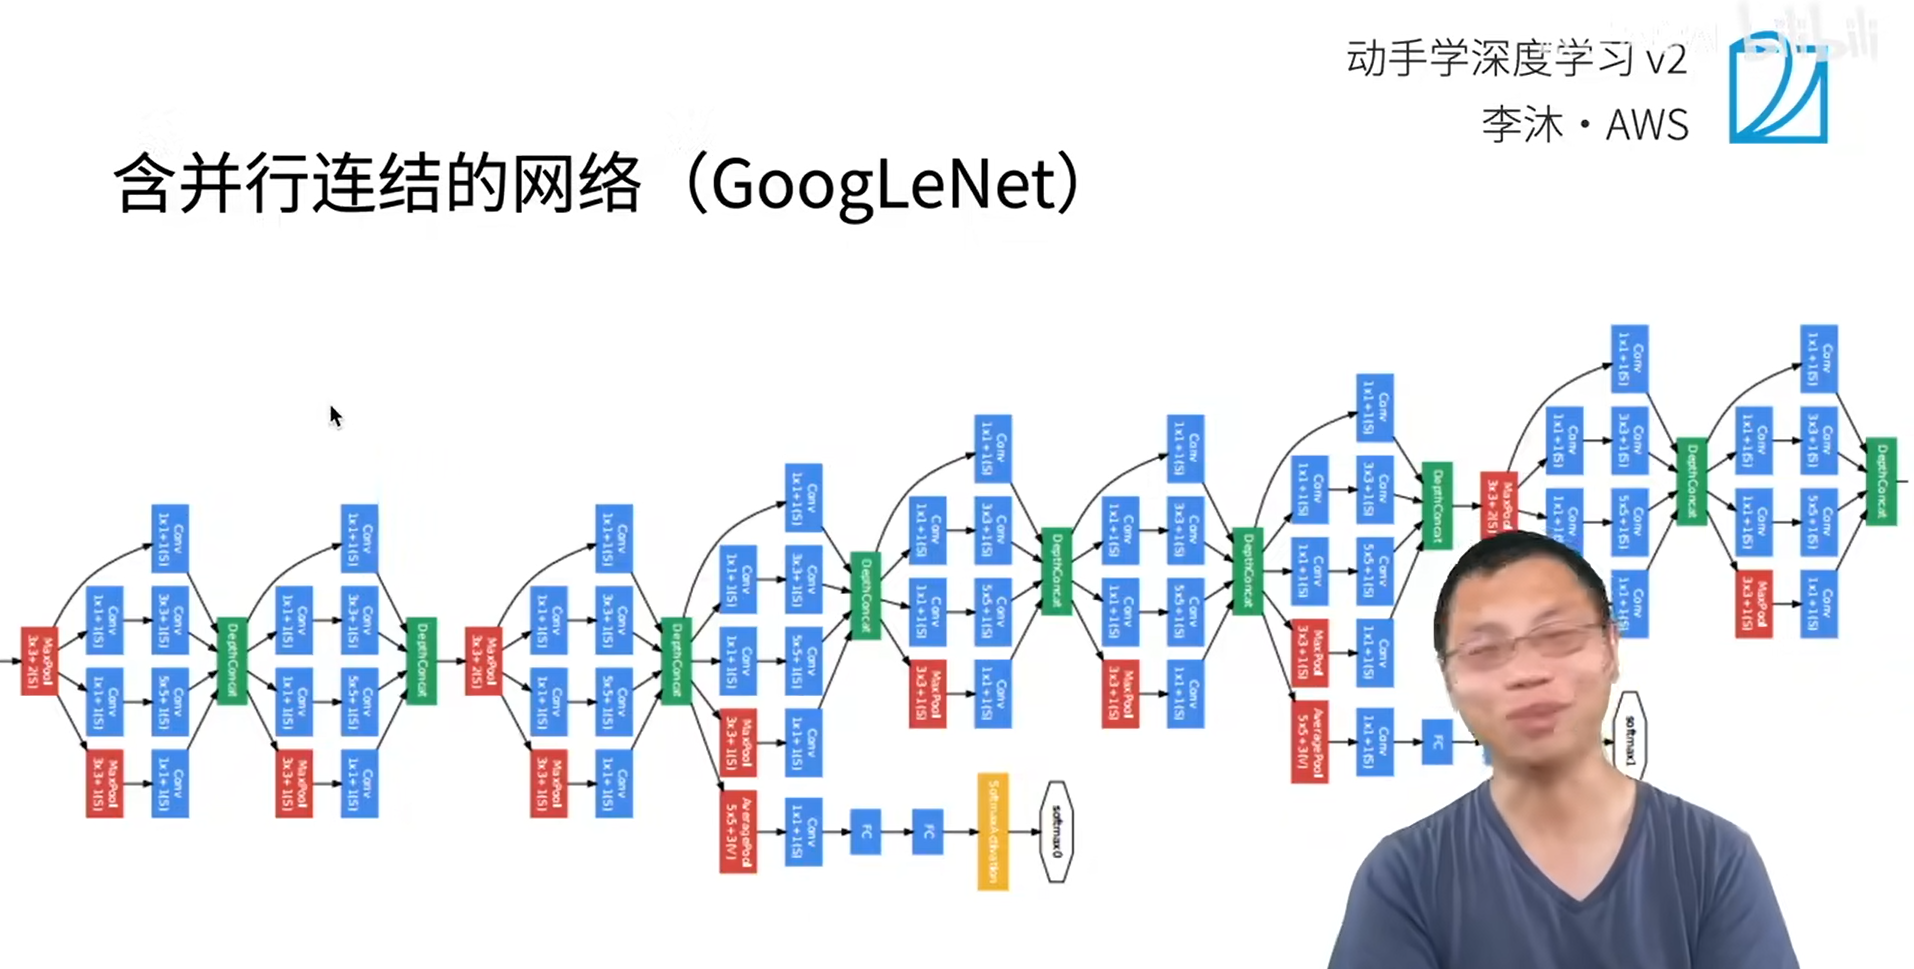 动手学深度学习 v2
李沐·AWS
bilibili
含并行连结的网络（GoogLeNet）
MaxPool
3x3+2(S)
Conv
1x1+1(S)
Conv
1x1+1(S)
Conv
3x3+1(S)
Conv
1x1+1(S)
Conv
5x5+1(S)
MaxPool
3x3+1(S)
Conv
1x1+1(S)
DepthConcat
Conv
1x1+1(S)
Conv
1x1+1(S)
Conv
3x3+1(S)
Conv
1x1+1(S)
Conv
5x5+1(S)
MaxPool
3x3+1(S)
Conv
1x1+1(S)
DepthConcat
MaxPool
3x3+2(S)
Conv
1x1+1(S)
Conv
1x1+1(S)
Conv
3x3+1(S)
Conv
1x1+1(S)
Conv
5x5+1(S)
MaxPool
3x3+1(S)
Conv
1x1+1(S)
DepthConcat
Conv
1x1+1(S)
Conv
1x1+1(S)
Conv
3x3+1(S)
Conv
1x1+1(S)
Conv
5x5+1(S)
MaxPool
3x3+1(S)
Conv
1x1+1(S)
AveragePool
5x5+3(V)
Conv
1x1+1(S)
FC
FC
SoftmaxActivation
softmax0
DepthConcat
Conv
1x1+1(S)
Conv
1x1+1(S)
Conv
3x3+1(S)
Conv
1x1+1(S)
Conv
5x5+1(S)
MaxPool
3x3+1(S)
Conv
1x1+1(S)
DepthConcat
Conv
1x1+1(S)
Conv
1x1+1(S)
Conv
3x3+1(S)
Conv
1x1+1(S)
Conv
5x5+1(S)
MaxPool
3x3+1(S)
Conv
1x1+1(S)
DepthConcat
Conv
1x1+1(S)
Conv
1x1+1(S)
Conv
3x3+1(S)
Conv
1x1+1(S)
Conv
5x5+1(S)
MaxPool
3x3+1(S)
Conv
1x1+1(S)
AveragePool
5x5+3(V)
Conv
1x1+1(S)
FC
softmax1
DepthConcat
MaxPool
3x3+2(S)
Conv
1x1+1(S)
Conv
1x1+1(S)
Conv
3x3+1(S)
Conv
Conv
5x5+1(S)
Conv
1x1+1(S)
DepthConcat
Conv
1x1+1(S)
Conv
1x1+1(S)
Conv
3x3+1(S)
Conv
1x1+1(S)
Conv
5x5+1(S)
MaxPool
3x3+1(S)
Conv
1x1+1(S)
DepthConcat